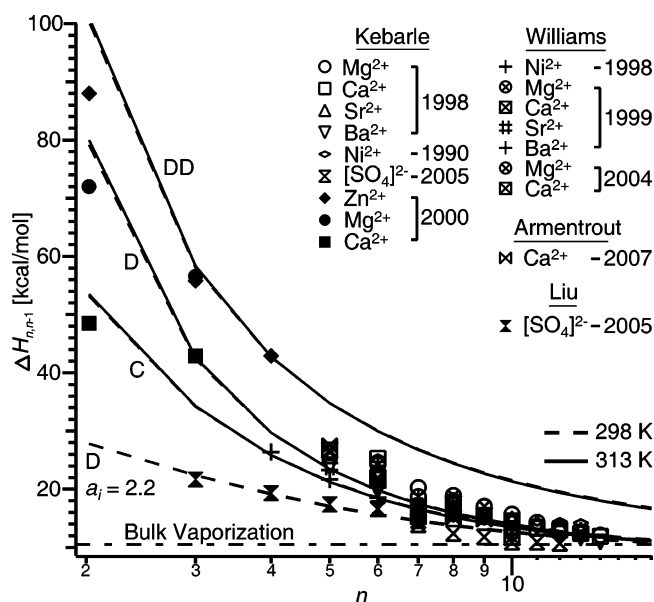 ΔHn,n-1 [kcal/mol]
100
80
60
40
20
2
3
4
5
6
7
8
9
10
n
Kebarle
Mg²⁺
Ca²⁺
Sr²⁺
Ba²⁺
1998
Ni²⁺ -1990
[SO₄]²⁻-2005
Zn²⁺
Mg²⁺
Ca²⁺
2000
Williams
Ni²⁺ -1998
Mg²⁺
Ca²⁺
Sr²⁺
Ba²⁺
1999
Mg²⁺
Ca²⁺
2004
Armentrout
Ca²⁺ -2007
Liu
[SO₄]²⁻-2005
298 K
313 K
DD
D
C
D
aᵢ = 2.2
Bulk Vaporization